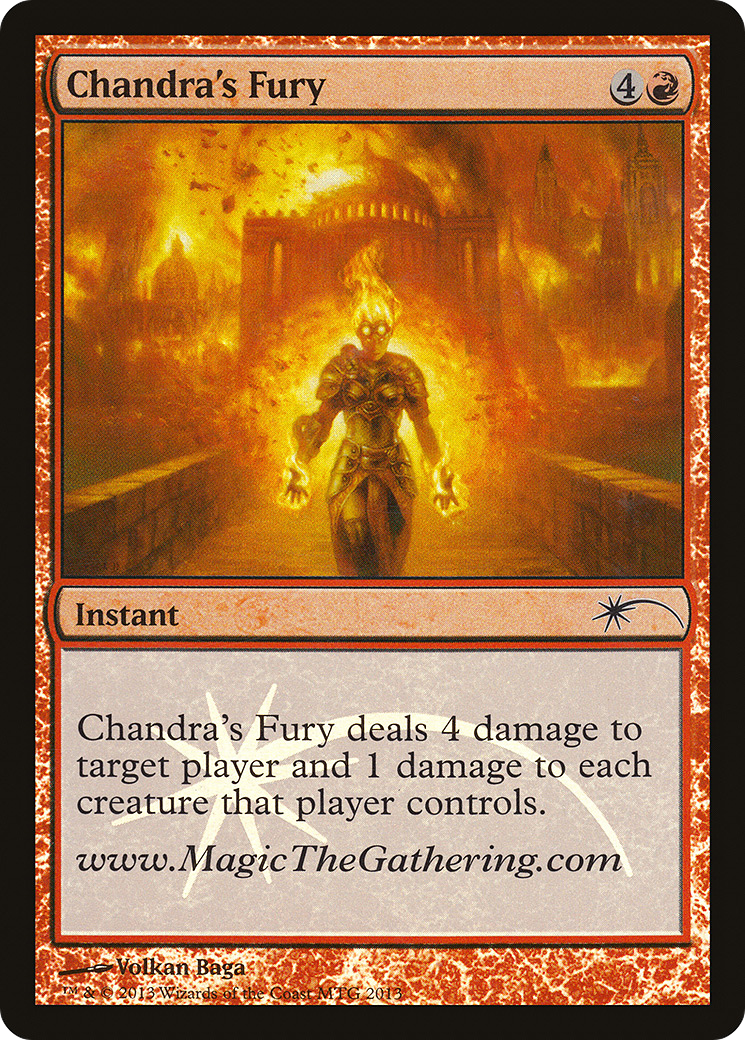 Chandra's Fury 4
Instant
Chandra's Fury deals 4 damage to
target player and 1 damage to each
creature that player controls.
www.MagicTheGathering.com
Volkan Baga
™ & © 2013 Wizards of the Coast MTG 2013